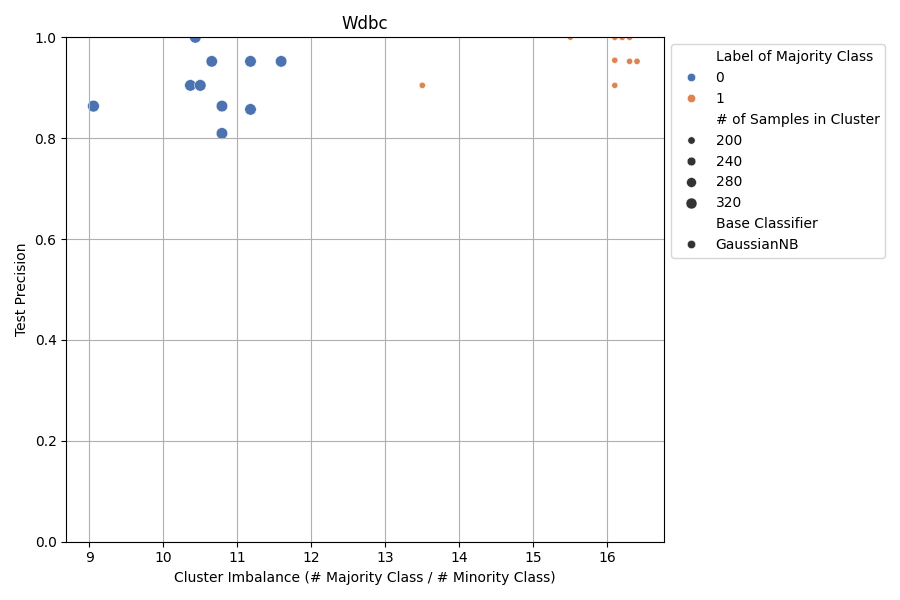 Wdbc
1.0
0.8
0.6
0.4
0.2
0.0
Test Precision
9 10 11 12 13 14 15 16
Cluster Imbalance (# Majority Class / # Minority Class)
Label of Majority Class
0
1
# of Samples in Cluster
200
240
280
320
Base Classifier
GaussianNB